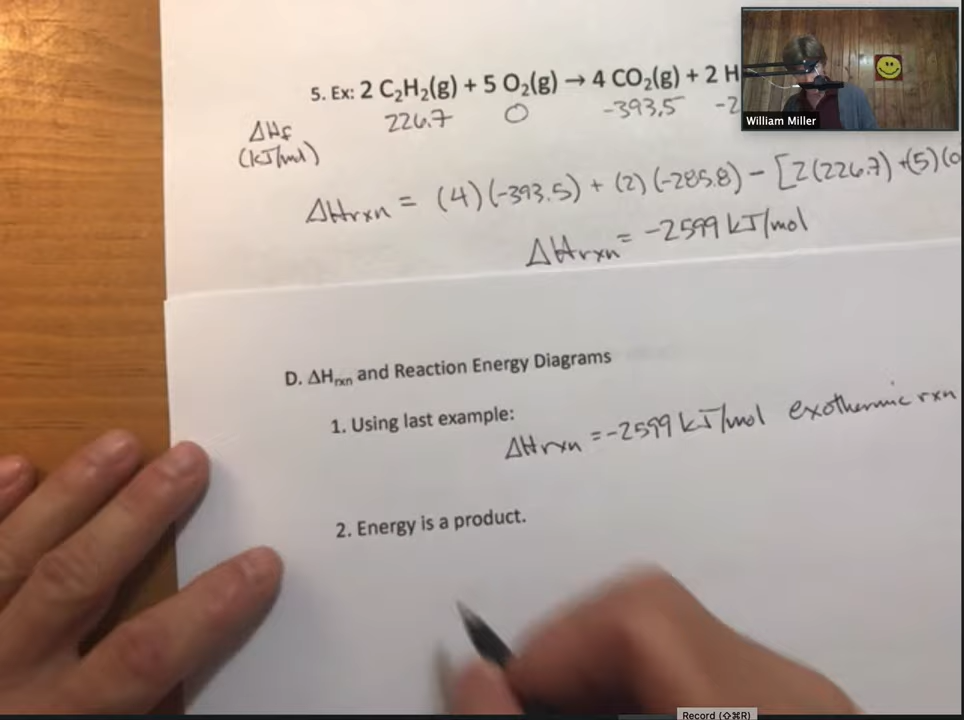 5. Ex: 2 C₂H₂(g) + 5 O₂(g) → 4 CO₂(g) + 2 H
ΔHf 226.7 0 -393.5 -2
(kJ/mol)
ΔHrxn = (4)(-393.5) + (2)(-285.8) - [2(226.7) + (5)(0
ΔHrxn = -2599 kJ/mol
William Miller
D. ΔHrxn and Reaction Energy Diagrams
1. Using last example:
ΔHrxn = -2599 kJ/mol exothermic rxn
2. Energy is a product.
Record (⇧⌘R)